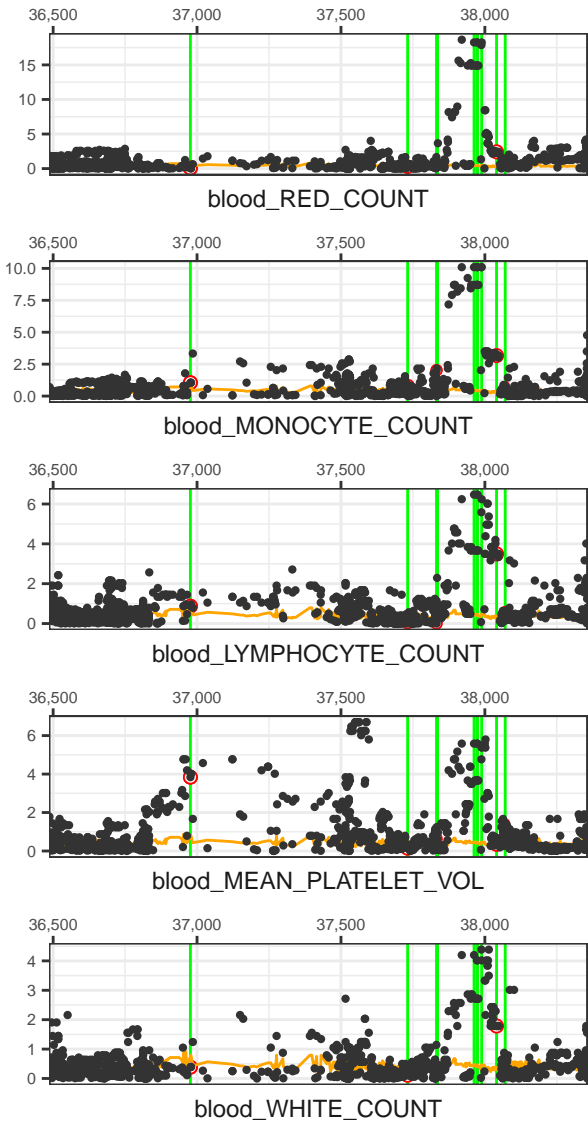 36,500 37,000 37,500 38,000
15
10
5
0
blood_RED_COUNT
36,500 37,000 37,500 38,000
10.0
7.5
5.0
2.5
0.0
blood_MONOCYTE_COUNT
36,500 37,000 37,500 38,000
6
4
2
0
blood_LYMPHOCYTE_COUNT
36,500 37,000 37,500 38,000
6
4
2
0
blood_MEAN_PLATELET_VOL
36,500 37,000 37,500 38,000
4
3
2
1
0
blood_WHITE_COUNT